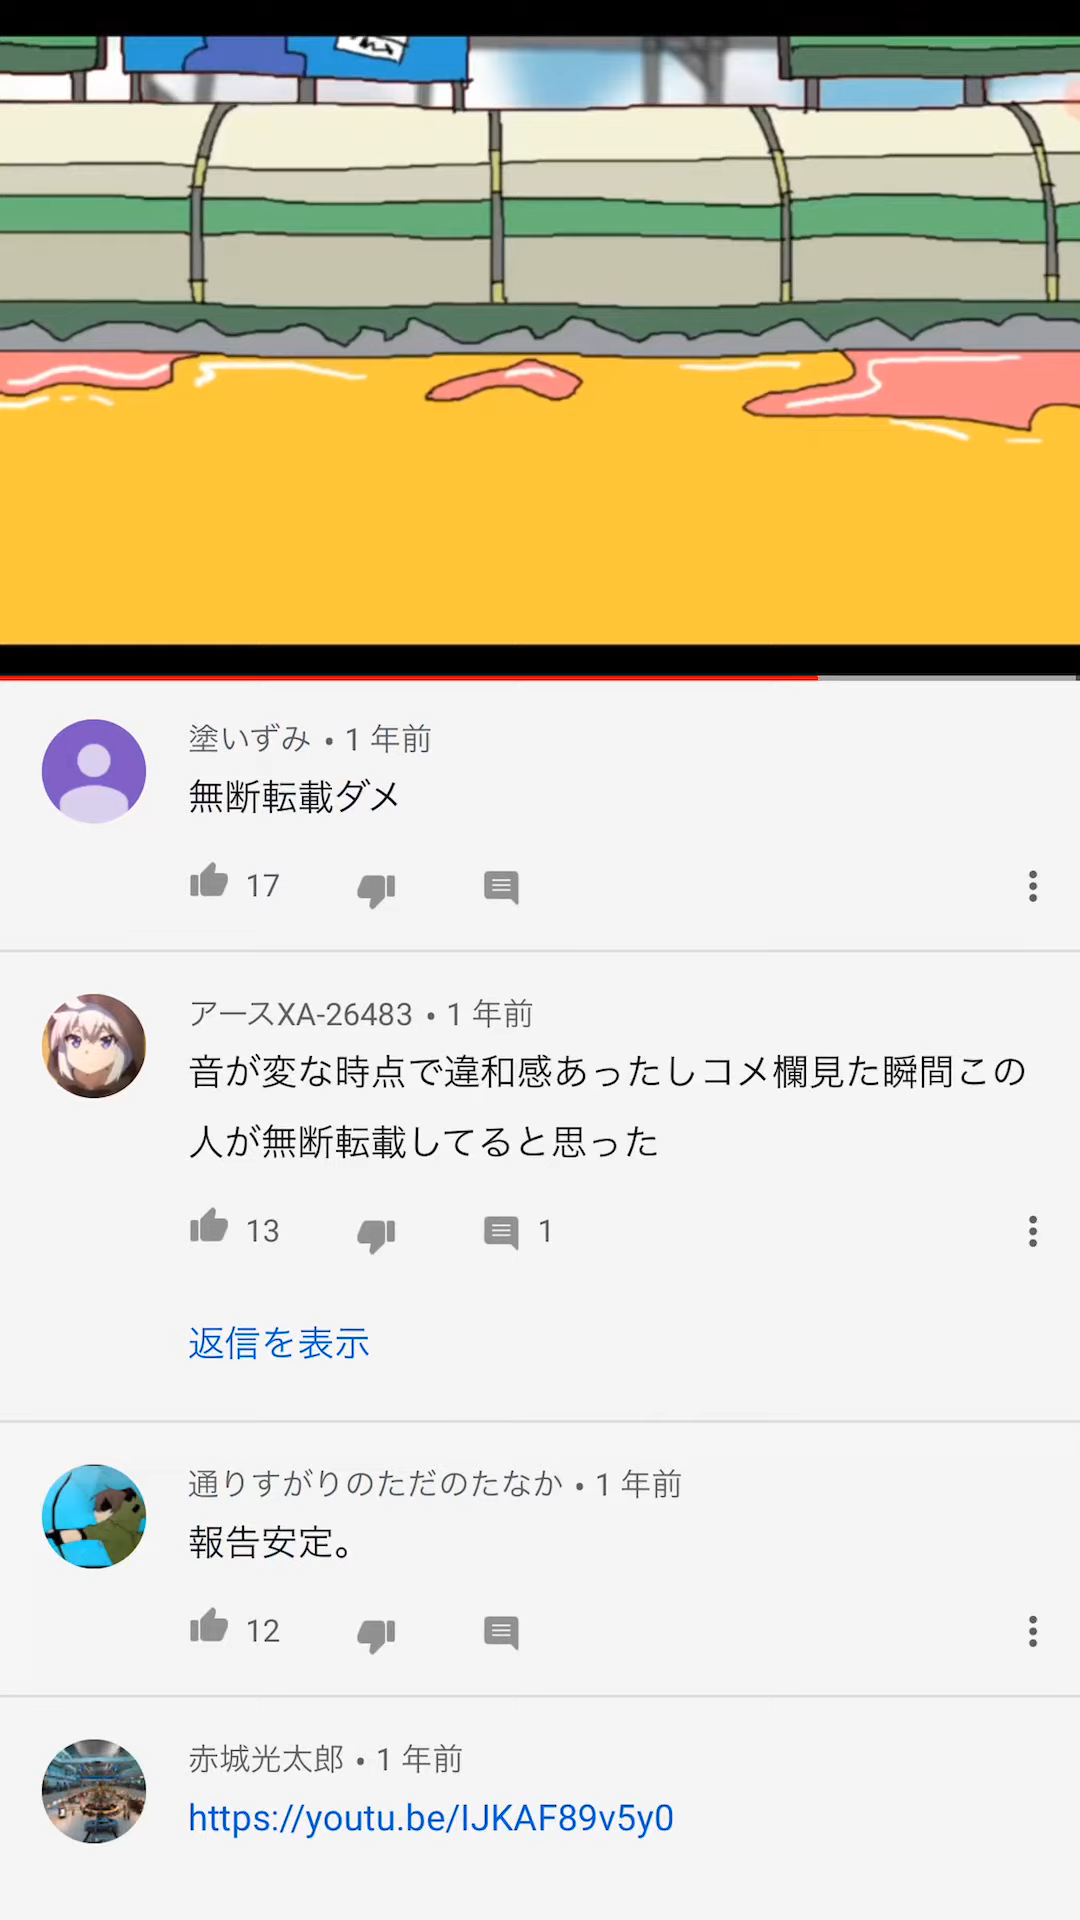 塗いずみ • 1 年前
無断転載ダメ
17
アースXA-26483 • 1 年前
音が変な時点で違和感あったしコメ欄見た瞬間この
人が無断転載してると思った
13 1
返信を表示
通りすがりのただのたなか • 1 年前
報告安定。
12
赤城光太郎 • 1 年前
https://youtu.be/IJKAF89v5y0